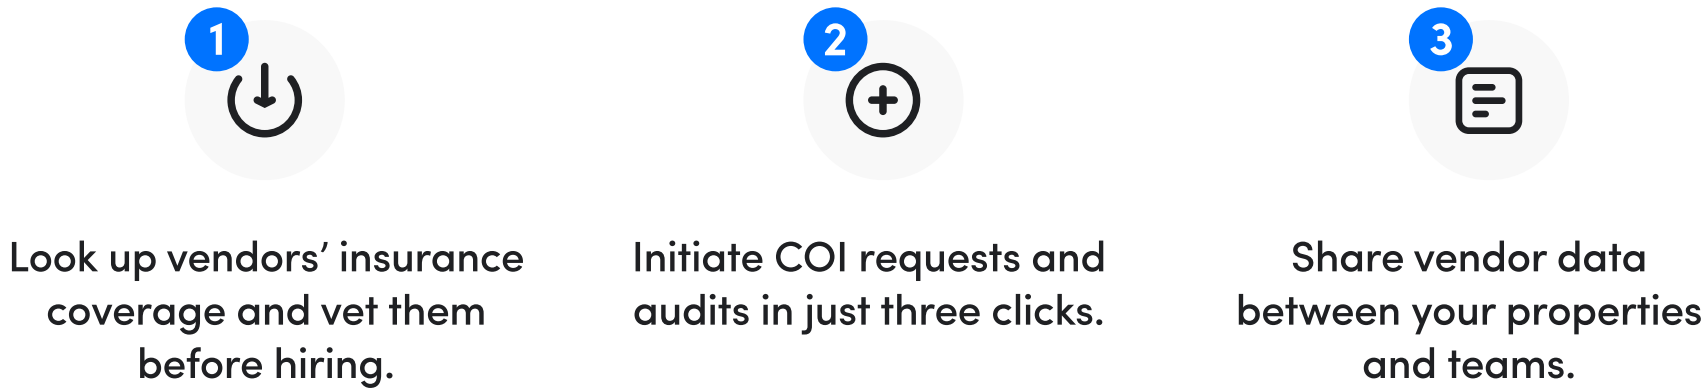 1
Look up vendors’ insurance
coverage and vet them
before hiring.
2
Initiate COI requests and
audits in just three clicks.
3
Share vendor data
between your properties
and teams.